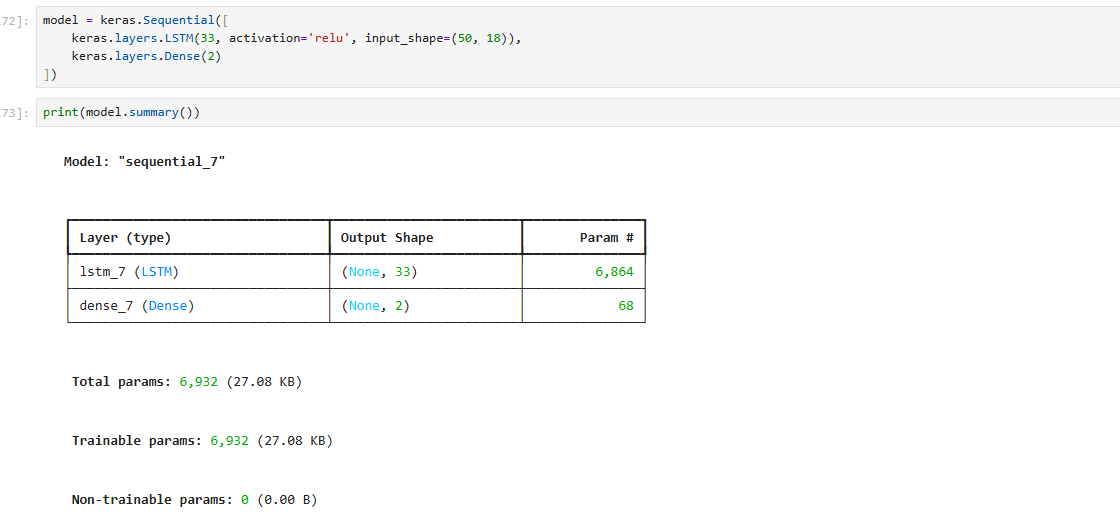 72]:
model = keras.Sequential([
    keras.layers.LSTM(33, activation='relu', input_shape=(50, 18)),
    keras.layers.Dense(2)
])
73]:
print(model.summary())
Model: "sequential_7"
Layer (type) Output Shape Param #
lstm_7 (LSTM) (None, 33) 6,864
dense_7 (Dense) (None, 2) 68
Total params: 6,932 (27.08 KB)
Trainable params: 6,932 (27.08 KB)
Non-trainable params: 0 (0.00 B)